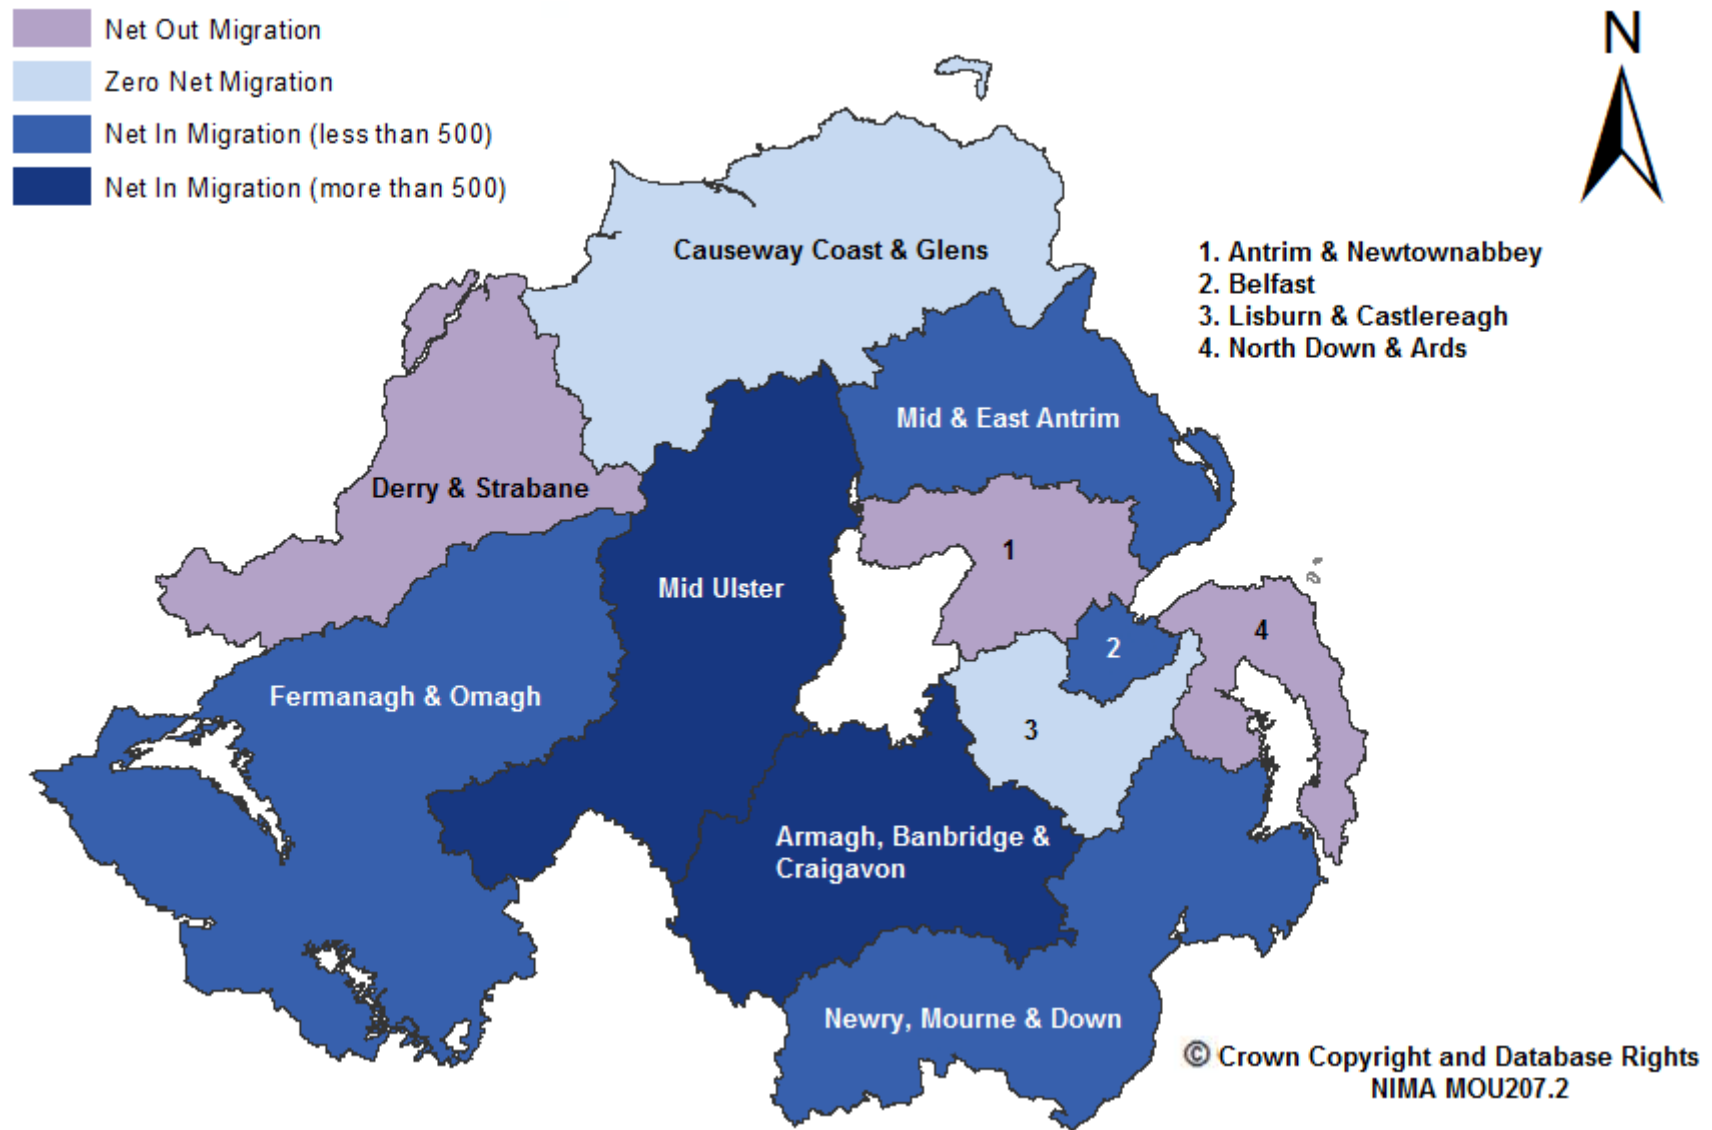 Net Out Migration
Zero Net Migration
Net In Migration (less than 500)
Net In Migration (more than 500)
N
1. Antrim & Newtownabbey
2. Belfast
3. Lisburn & Castlereagh
4. North Down & Ards
Causeway Coast & Glens
Mid & East Antrim
Derry & Strabane
1
Mid Ulster
4
2
Fermanagh & Omagh
3
Armagh, Banbridge &
Craigavon
Newry, Mourne & Down
© Crown Copyright and Database Rights
NIMA MOU207.2